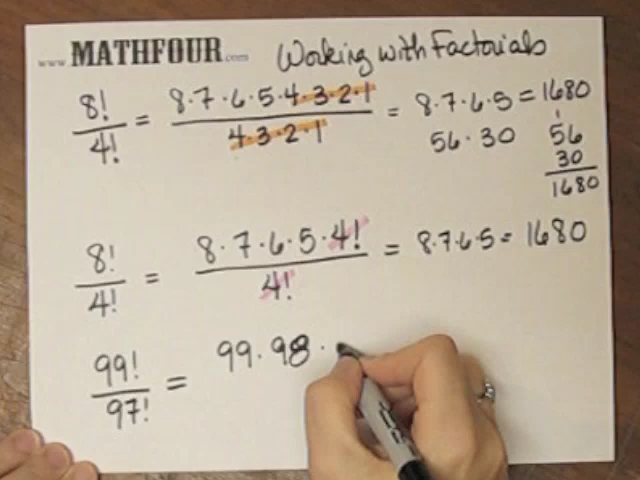 www.MATHFOUR.com Working with Factorials
8!/4! = 8·7·6·5·4·3·2·1/4·3·2·1 = 8·7·6·5 = 1680
56·30
1
56
30
1680
8!/4! = 8·7·6·5·4!/4! = 8·7·6·5 = 1680
99!/97! = 99·98·